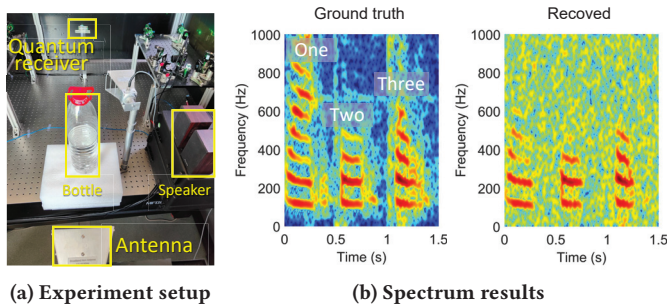 Quantum
receiver
Bottle
Speaker
Antenna
(a) Experiment setup
Ground truth
One
Two
Three
1000
800
600
400
200
0
Frequency (Hz)
0
0.5
1
1.5
Time (s)
Recoved
1000
800
600
400
200
0
Frequency (Hz)
0
0.5
1
1.5
Time (s)
(b) Spectrum results